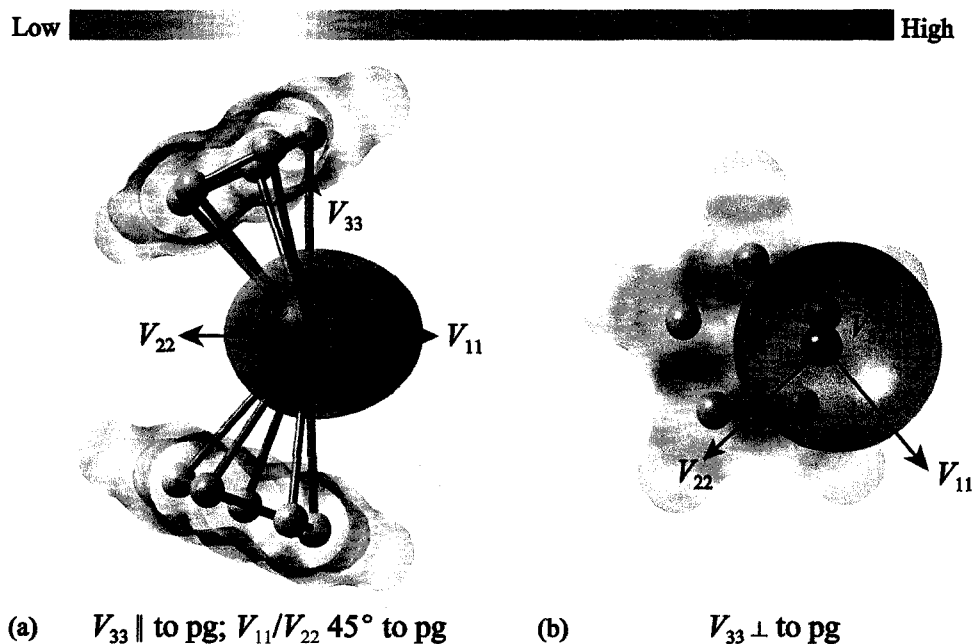 Low High
V₃₃
V₂₂ V₁₁
V
V₂₂ V₁₁
(a) V₃₃ ∥ to pg; V₁₁/V₂₂ 45° to pg (b) V₃₃ ⊥ to pg